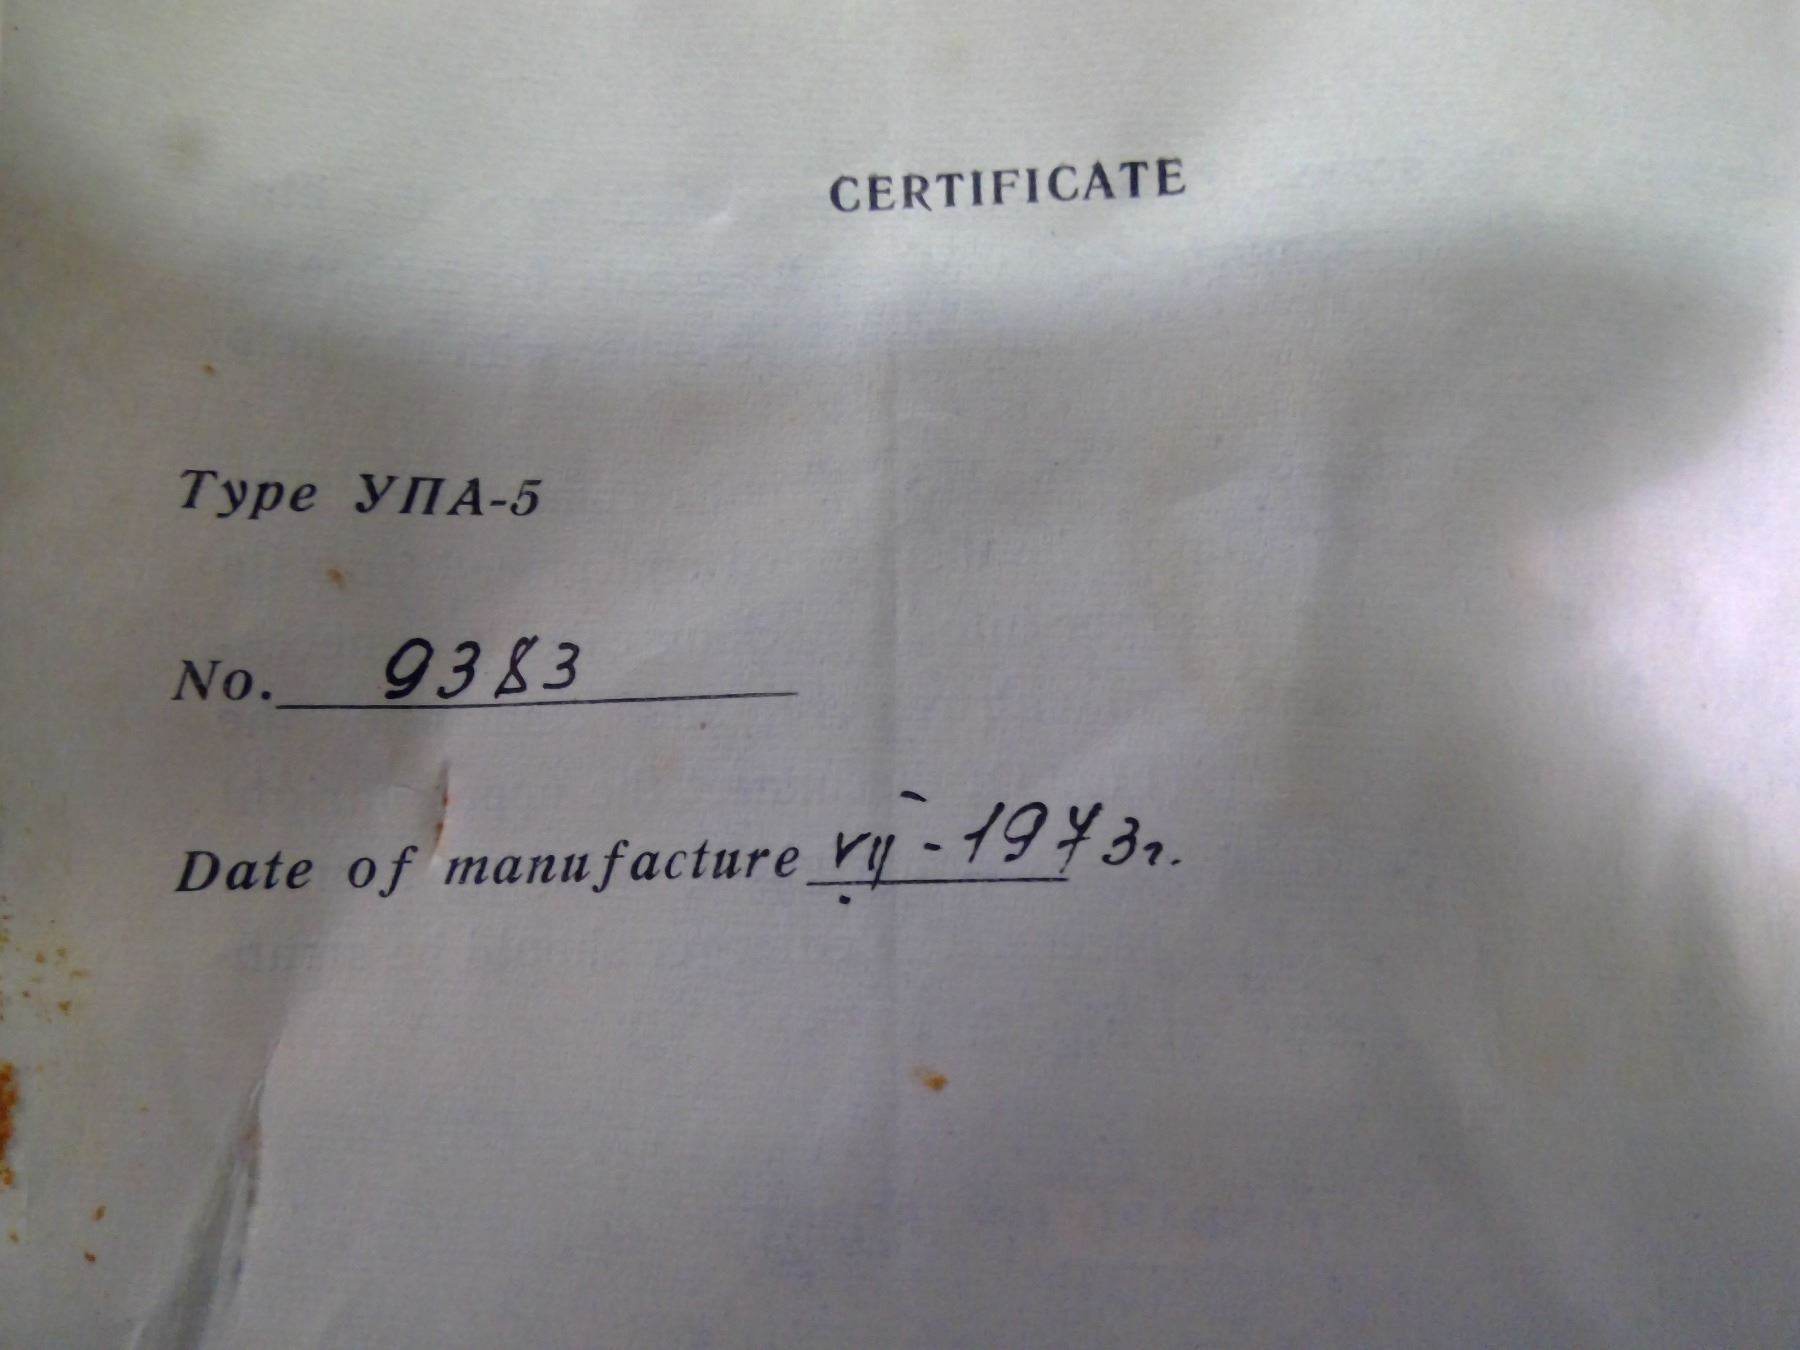 CERTIFICATE
Type УПА-5
No. 9383
Date of manufacture VII - 1973г.